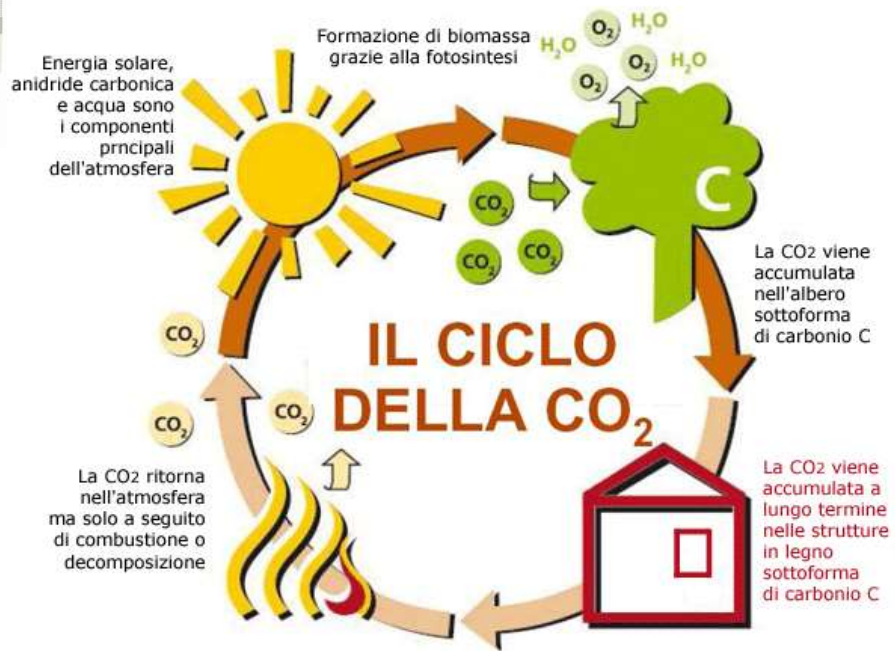 Energia solare,
anidride carbonica
e acqua sono
i componenti
prncipali
dell'atmosfera
Formazione di biomassa
grazie alla fotosintesi
H₂O
O₂
H₂O
O₂
H₂O
O₂
C
CO₂
CO₂
CO₂
La CO2 viene
accumulata
nell'albero
sottoforma
di carbonio C
IL CICLO
DELLA CO₂
CO₂
CO₂
CO₂
La CO2 ritorna
nell'atmosfera
ma solo a seguito
di combustione o
decomposizione
La CO2 viene
accumulata a
lungo termine
nelle strutture
in legno
sottoforma
di carbonio C